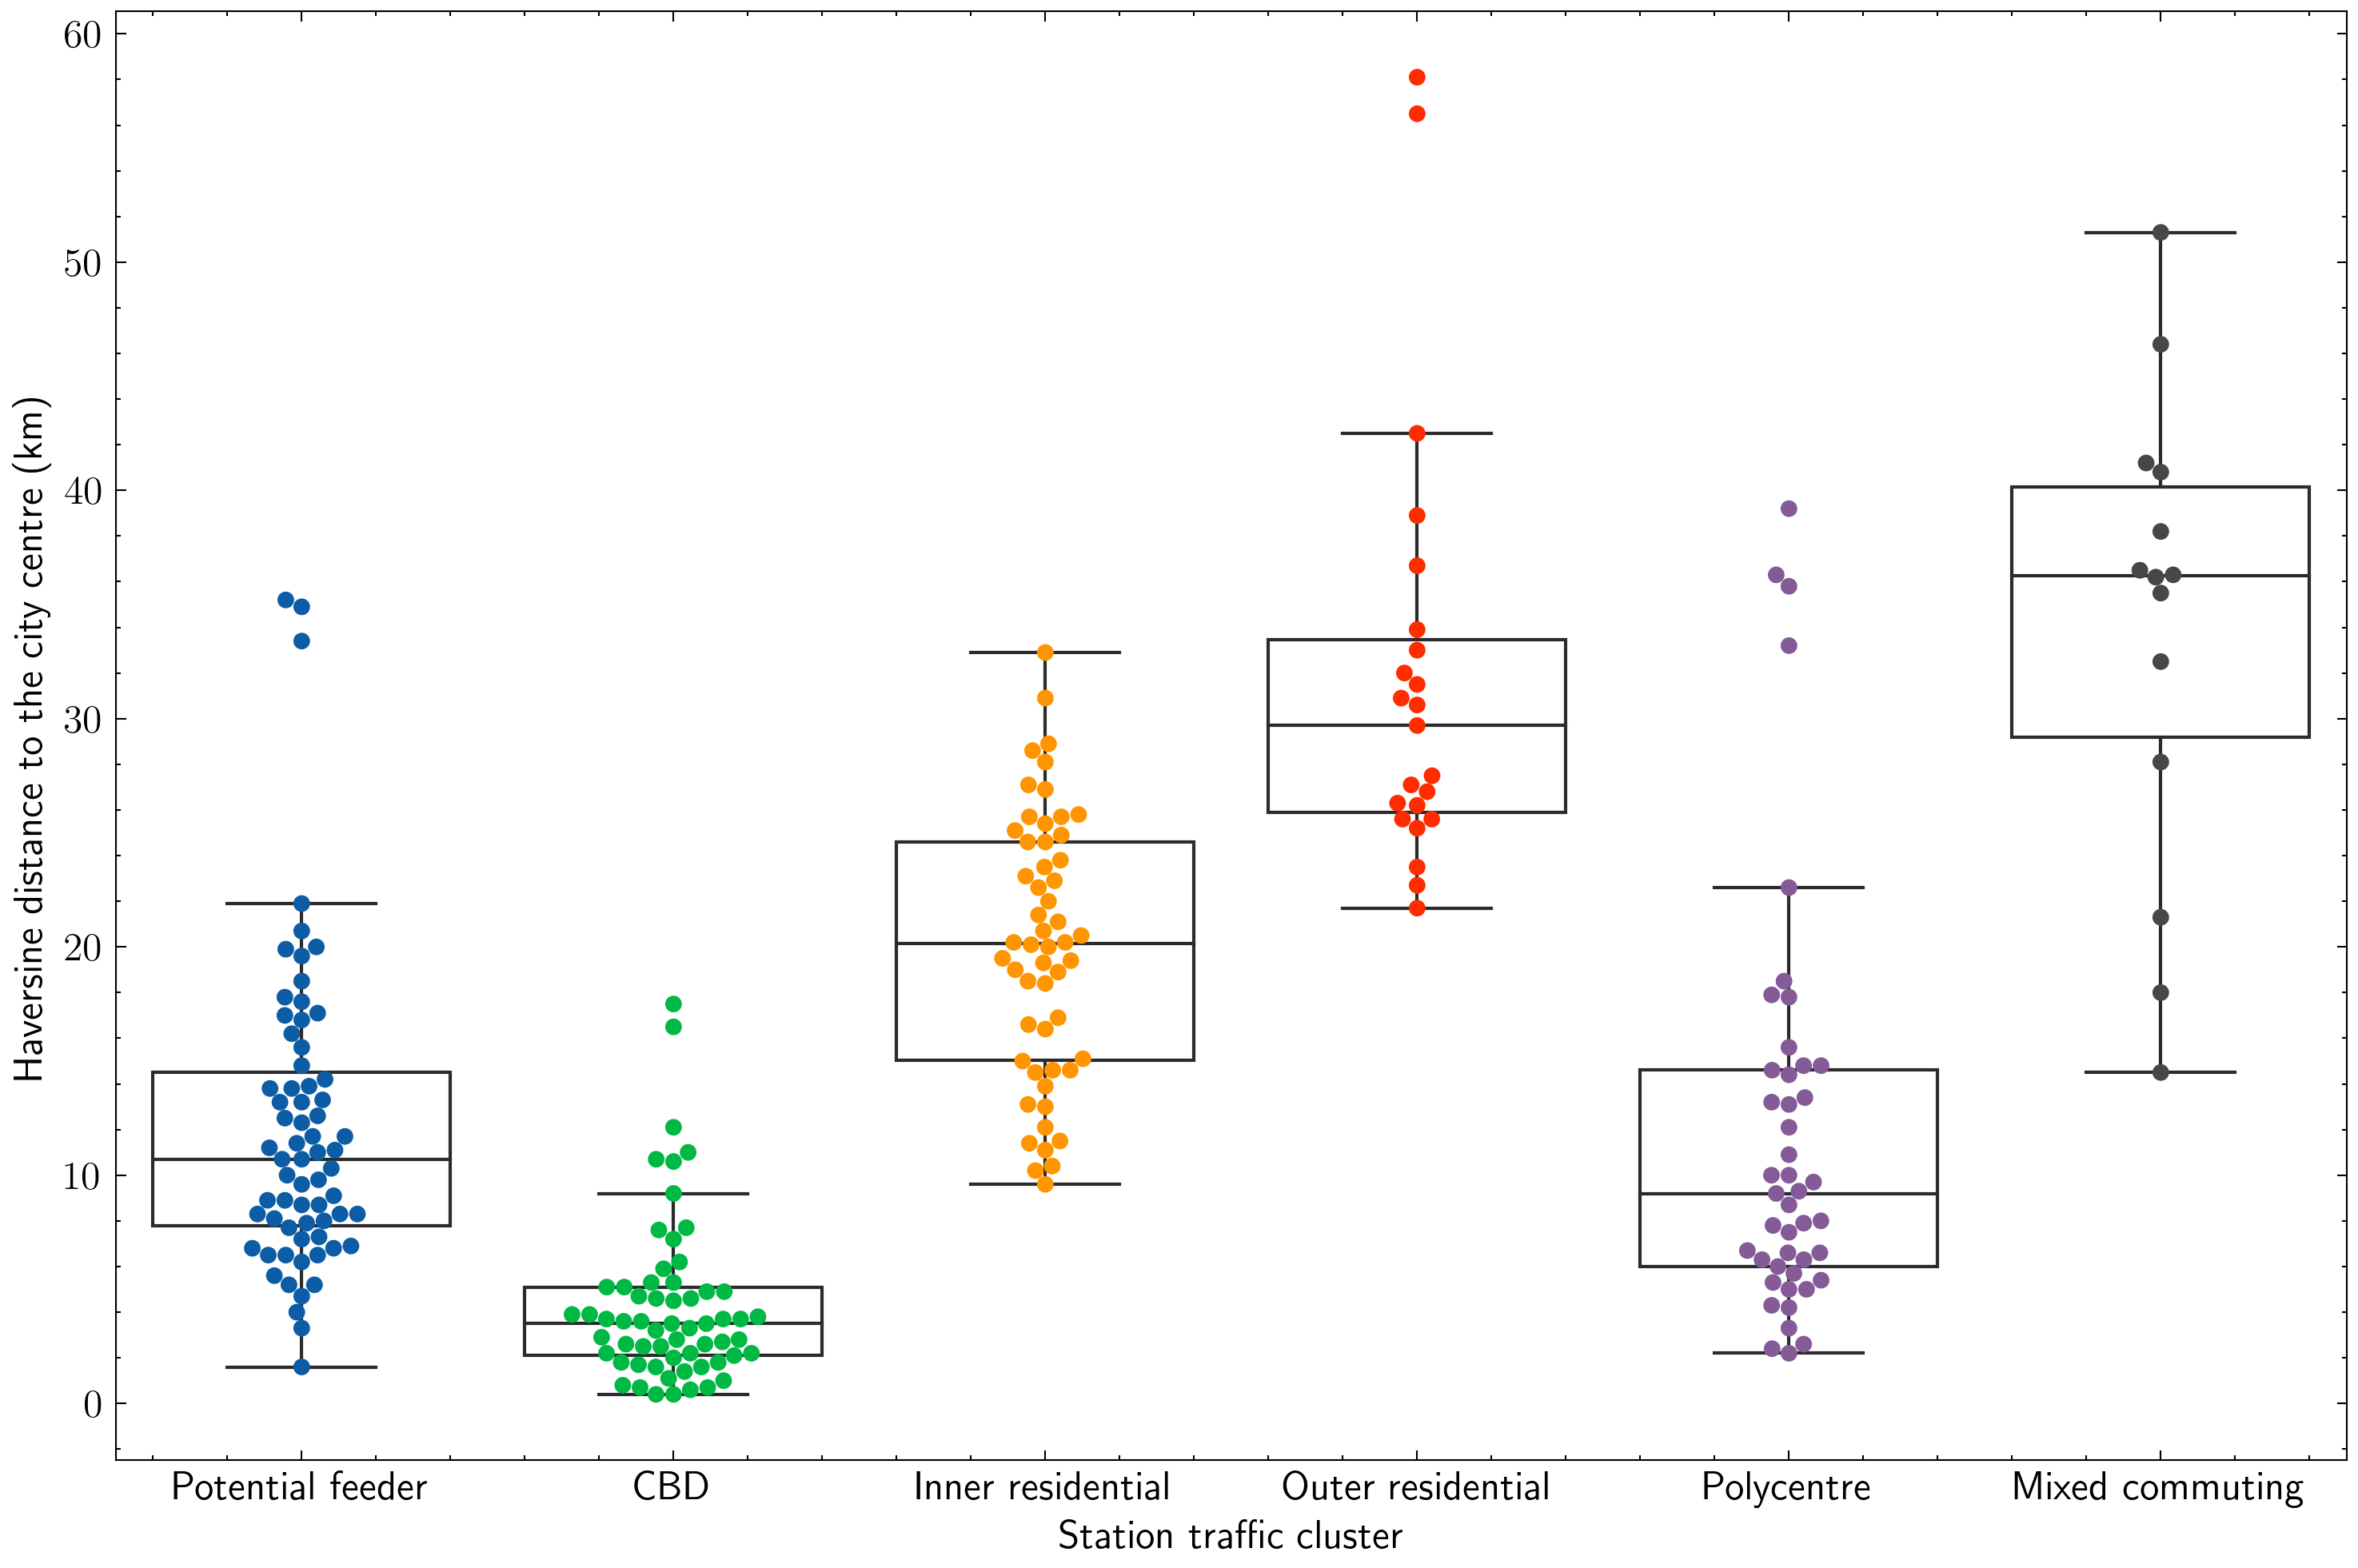 Haversine distance to the city centre (km)
60
50
40
30
20
10
0
Potential feeder
CBD
Inner residential
Outer residential
Polycentre
Mixed commuting
Station traffic cluster